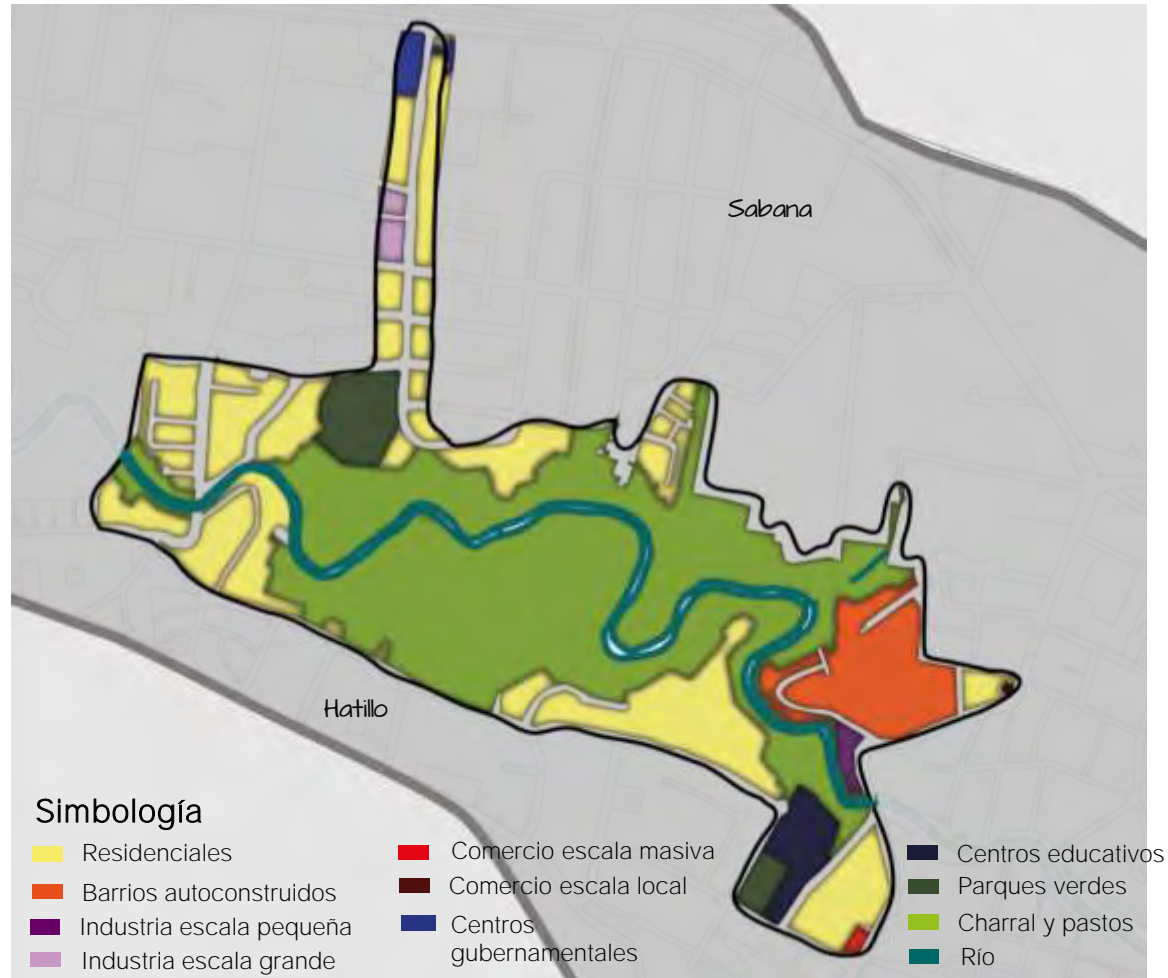 Sabana
Hatillo
Simbología
Residenciales
Barrios autoconstruidos
Industria escala pequeña
Industria escala grande
Comercio escala masiva
Comercio escala local
Centros
gubernamentales
Centros educativos
Parques verdes
Charral y pastos
Río